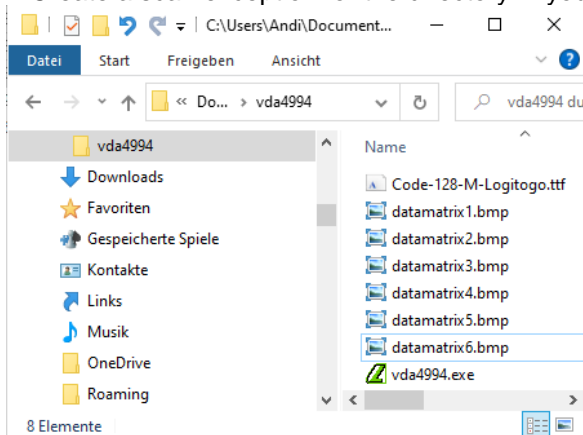 C:\Users\Andi\Document...
Datei Start Freigeben Ansicht
« Do... > vda4994
vda4994 du
vda4994
Downloads
Favoriten
Gespeicherte Spiele
Kontakte
Links
Musik
OneDrive
Roaming
Name
Code-128-M-Logitogo.ttf
datamatrix1.bmp
datamatrix2.bmp
datamatrix3.bmp
datamatrix4.bmp
datamatrix5.bmp
datamatrix6.bmp
vda4994.exe
8 Elemente